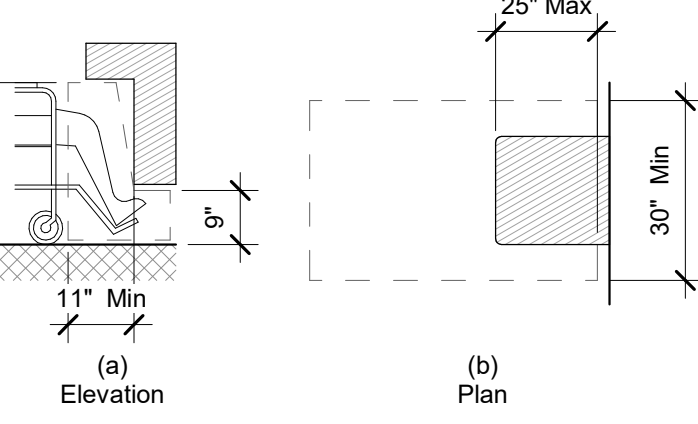 25" Max
30" Min
9"
11" Min
(a)
Elevation
(b)
Plan